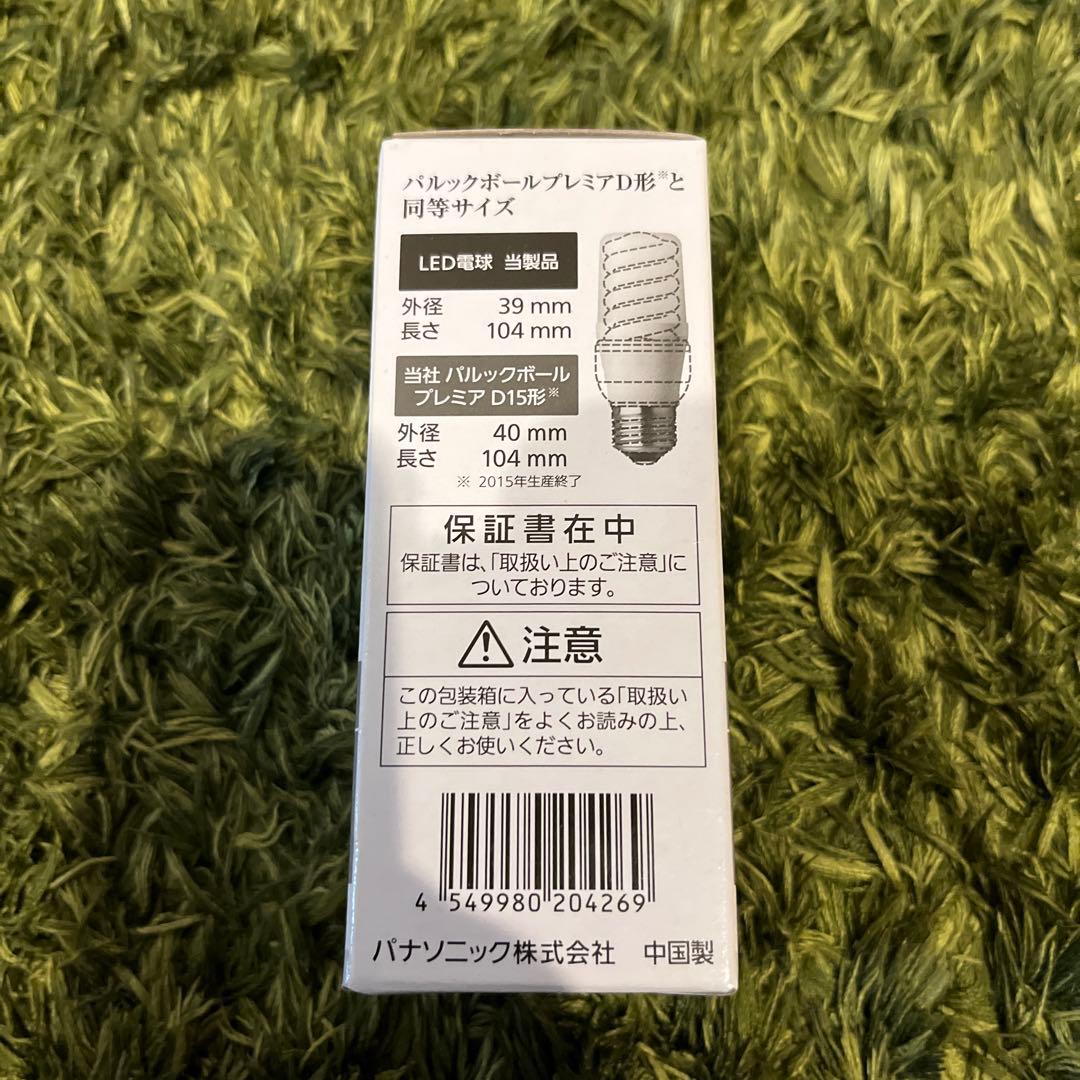 パルックボールプレミアD形※と
同等サイズ
LED電球 当製品
外径 39 mm
長さ 104 mm
当社 パルックボール
プレミア D15形※
外径 40 mm
長さ 104 mm
※ 2015年生産終了
保証書在中
保証書は、「取扱い上のご注意」に
ついております。
注意
この包装箱に入っている「取扱い
上のご注意」をよくお読みの上、
正しくお使いください。
4 549980 204269
パナソニック株式会社 中国製